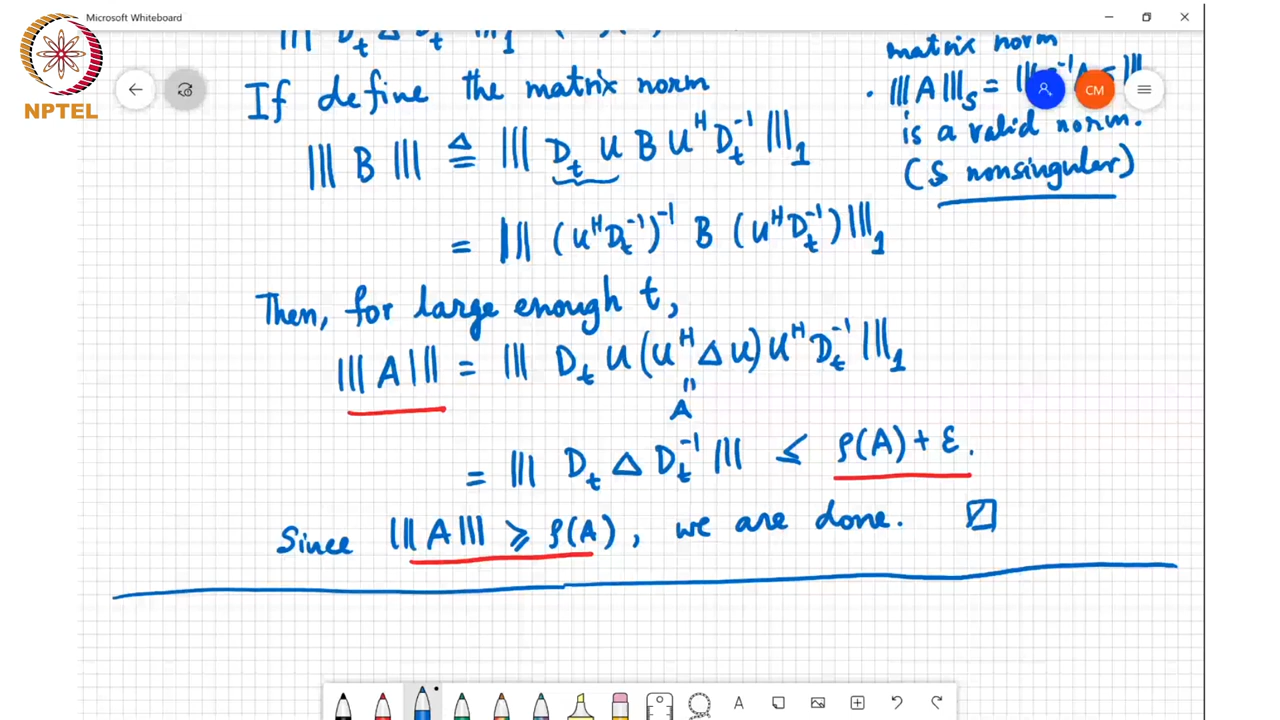 Microsoft Whiteboard
NPTEL
If define the matrix norm
||| B ||| ≜ ||| D_t U B U^H D_t^{-1} |||_1
= ||| (U^H D_t^{-1})^{-1} B (U^H D_t^{-1}) |||_1
matrix norm
. ||| A |||_S =
is a valid norm.
(S nonsingular)
CM
Then, for large enough t,
||| A ||| = ||| D_t U (U^H Δ U) U^H D_t^{-1} |||_1
"
A
= ||| D_t Δ D_t^{-1} ||| ≤ ρ(A) + ε.
Since ||| A ||| ⩾ ρ(A), we are done.
A